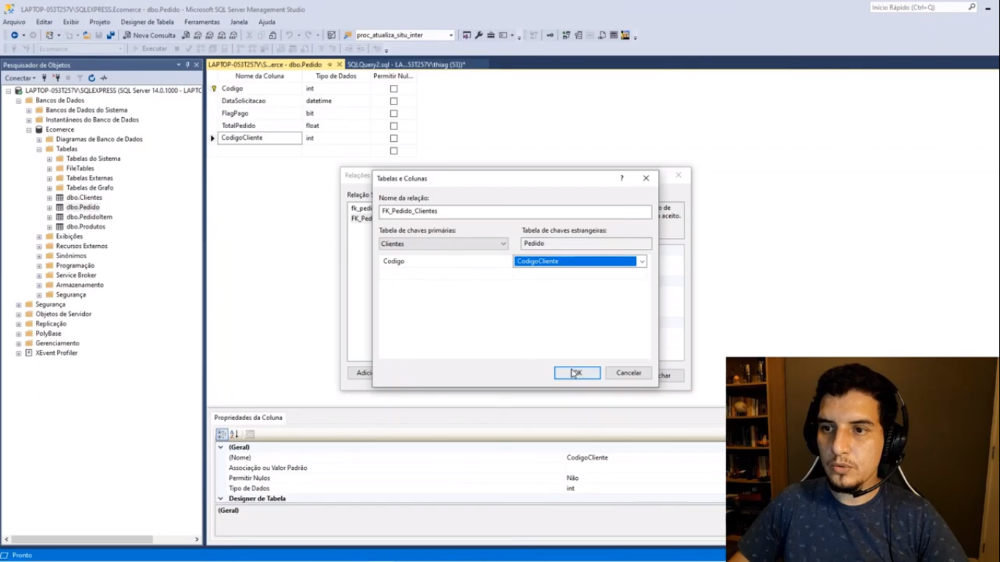 LAPTOP-053T257V\SQLEXPRESS.Ecomerce - dbo.Pedido - Microsoft SQL Server Management Studio
Início Rápido (Ctrl+Q)
Arquivo Editar Exibir Projeto Designer de Tabela Ferramentas Janela Ajuda
Nova Consulta proc_atualiza_situ_inter
Ecomerce Executar
Pesquisador de Objetos
Conectar
LAPTOP-053T257V\SQLEXPRESS (SQL Server 14.0.1000 - LAPTC
Bancos de Dados
Bancos de Dados do Sistema
Instantâneos do Banco de Dados
Ecomerce
Diagramas de Banco de Dados
Tabelas
Tabelas do Sistema
FileTables
Tabelas Externas
Tabelas de Grafo
dbo.Clientes
dbo.Pedido
dbo.PedidoItem
dbo.Produtos
Exibições
Recursos Externos
Sinônimos
Programação
Service Broker
Armazenamento
Segurança
Segurança
Objetos de Servidor
Replicação
PolyBase
Gerenciamento
XEvent Profiler
LAPTOP-053T257V\S...erce - dbo.Pedido
SQLQuery2.sql - LA...53T257V\thiag (53))*
Nome da Coluna Tipo de Dados Permitir Nul...
Codigo int
DataSolicitacao datetime
FlagPago bit
TotalPedido float
CodigoCliente int
Relações
Relação S
fk_pedi
FK_Ped
o de
a aceito.
Adici
char
Tabelas e Colunas ?
Nome da relação:
FK_Pedido_Clientes
Tabela de chaves primárias: Tabela de chaves estrangeiras:
Clientes Pedido
Codigo CodigoCliente
OK Cancelar
Propriedades da Coluna
(Geral)
(Nome) CodigoCliente
Associação ou Valor Padrão
Permitir Nulos Não
Tipo de Dados int
Designer de Tabela
(Geral)
Pronto